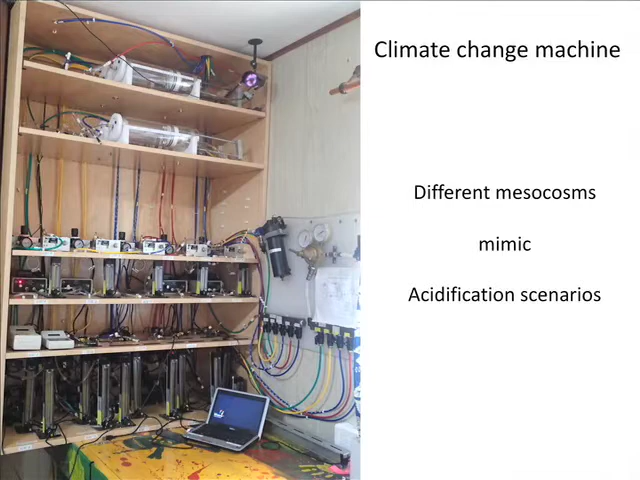 Climate change machine
Different mesocosms
mimic
Acidification scenarios